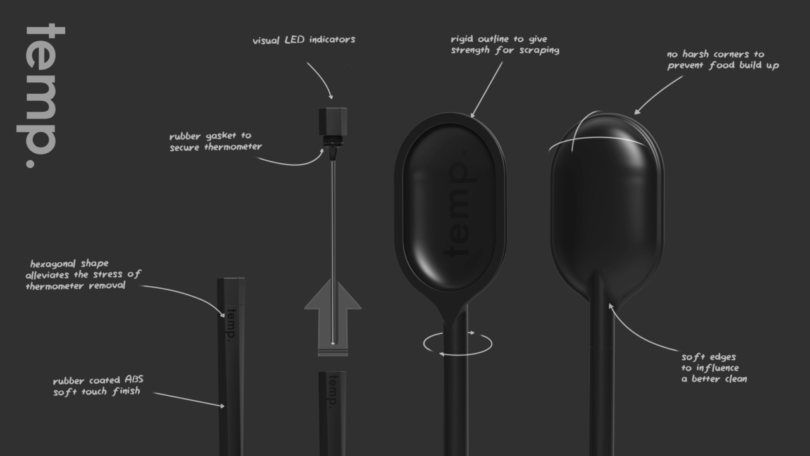 temp.
visual LED indicators
rubber gasket to
secure thermometer
hexagonal shape
alleviates the stress of
thermometer removal
rubber coated ABS
soft touch finish
temp.
temp.
rigid outline to give
strength for scraping
temp.
no harsh corners to
prevent food build up
soft edges
to influence
a better clean